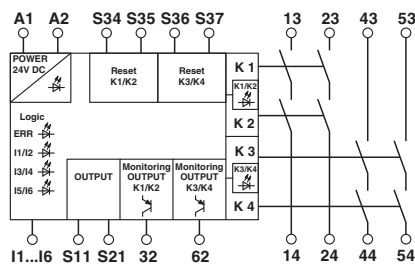 A1 A2 S34 S35 S36 S37 13 23 43 53
POWER
24V DC
Reset
K1/K2
Reset
K3/K4
K 1
K1/K2
K 2
Logic
ERR
I1/I2
I3/I4
I5/I6
OUTPUT
Monitoring
OUTPUT
K1/K2
Monitoring
OUTPUT
K3/K4
K 3
K3/K4
K 4
I1...I6 S11 S21 32 62 14 24 44 54